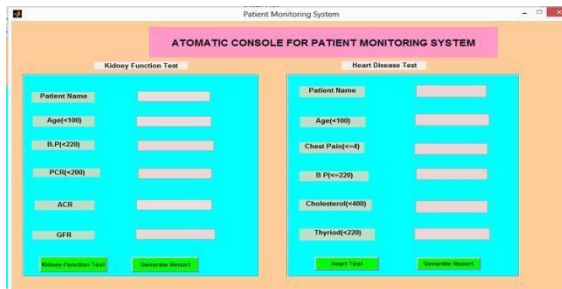 Patient Monitoring System
ATOMATIC CONSOLE FOR PATIENT MONITORING SYSTEM
Kidney Function Test
Patient Name
Age(<100)
B.P(<220)
PCR(<200)
ACR
GFR
Kidney Function Test
Generate Report
Heart Disease Test
Patient Name
Age(<100)
Chest Pain(<=4)
B P(<=220)
Cholesterol(<400)
Thyriod(<220)
Heart Test
Generate Report